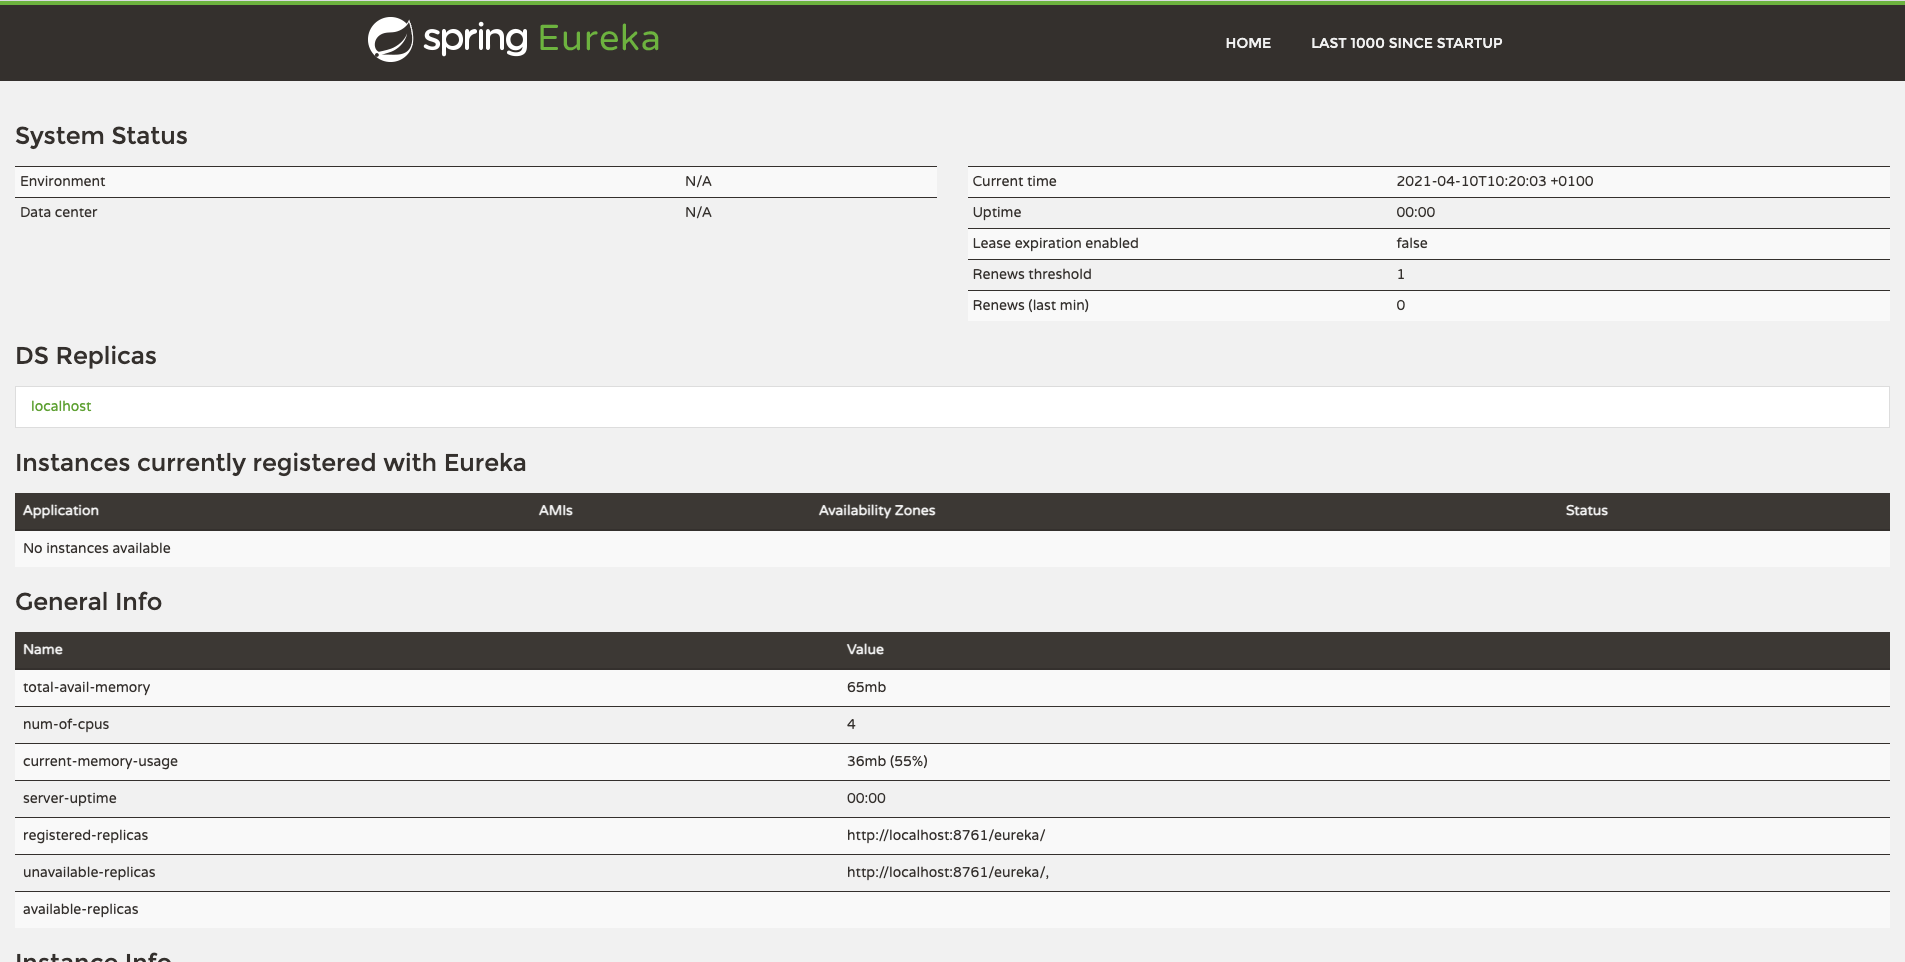 spring Eureka HOME LAST 1000 SINCE STARTUP
System Status
Environment N/A
Data center N/A
Current time 2021-04-10T10:20:03 +0100
Uptime 00:00
Lease expiration enabled false
Renews threshold 1
Renews (last min) 0
DS Replicas
localhost
Instances currently registered with Eureka
Application AMIs Availability Zones Status
No instances available
General Info
Name Value
total-avail-memory 65mb
num-of-cpus 4
current-memory-usage 36mb (55%)
server-uptime 00:00
registered-replicas http://localhost:8761/eureka/
unavailable-replicas http://localhost:8761/eureka/,
available-replicas
Instance Info